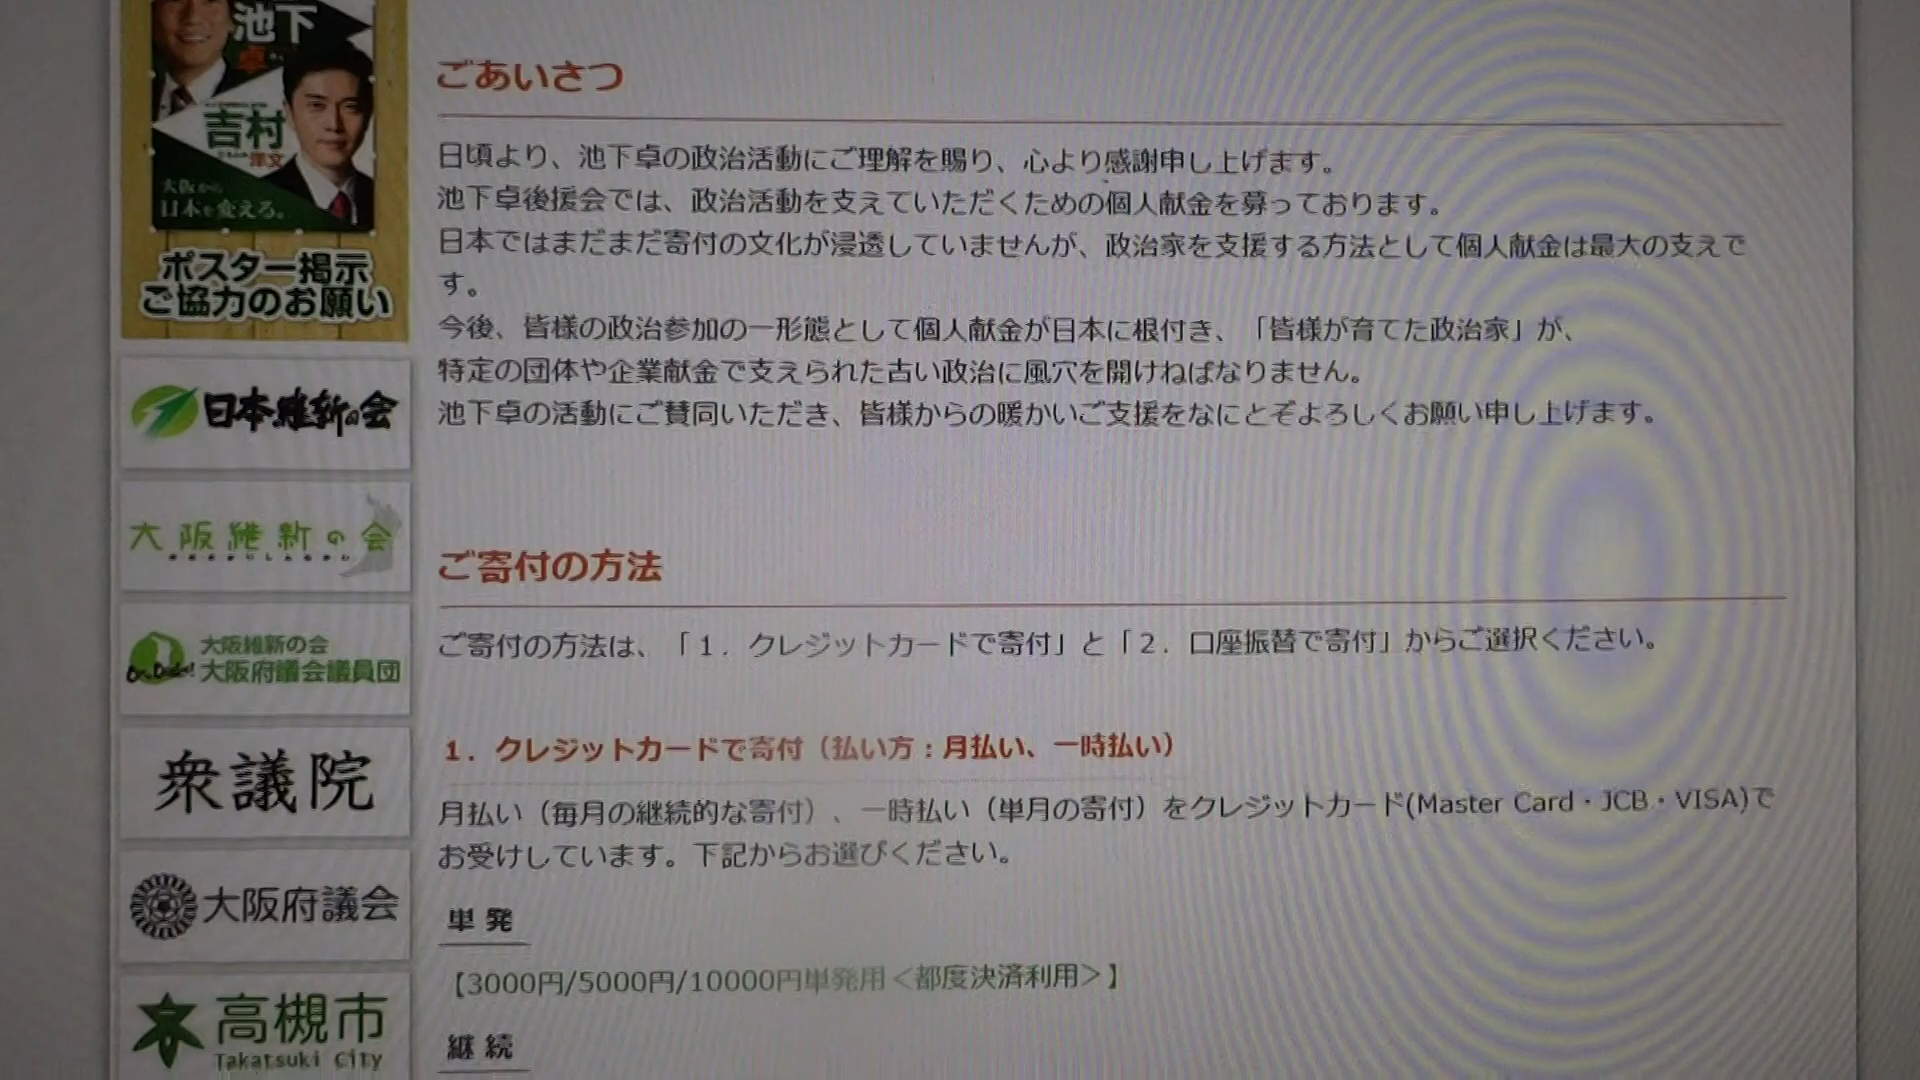 池下
卓
吉村
洋文
大阪から
日本を変える。
ポスター掲示
ご協力のお願い
日本維新の会
大阪維新の会
大阪維新の会
大阪府議会議員団
衆議院
大阪府議会
高槻市
Takatsuki City
ごあいさつ
日頃より、池下卓の政治活動にご理解を賜り、心より感謝申し上げます。
池下卓後援会では、政治活動を支えていただくための個人献金を募っております。
日本ではまだまだ寄付の文化が浸透していませんが、政治家を支援する方法として個人献金は最大の支えで
す。
今後、皆様の政治参加の一形態として個人献金が日本に根付き、「皆様が育てた政治家」が、
特定の団体や企業献金で支えられた古い政治に風穴を開けねばなりません。
池下卓の活動にご賛同いただき、皆様からの暖かいご支援をなにとぞよろしくお願い申し上げます。
ご寄付の方法
ご寄付の方法は、「１．クレジットカードで寄付」と「２．口座振替で寄付」からご選択ください。
１．クレジットカードで寄付（払い方：月払い、一時払い）
月払い（毎月の継続的な寄付）、一時払い（単月の寄付）をクレジットカード(Master Card・JCB・VISA)で
お受けしています。下記からお選びください。
単 発
【3000円/5000円/10000円単発用＜都度決済利用＞】
継 続